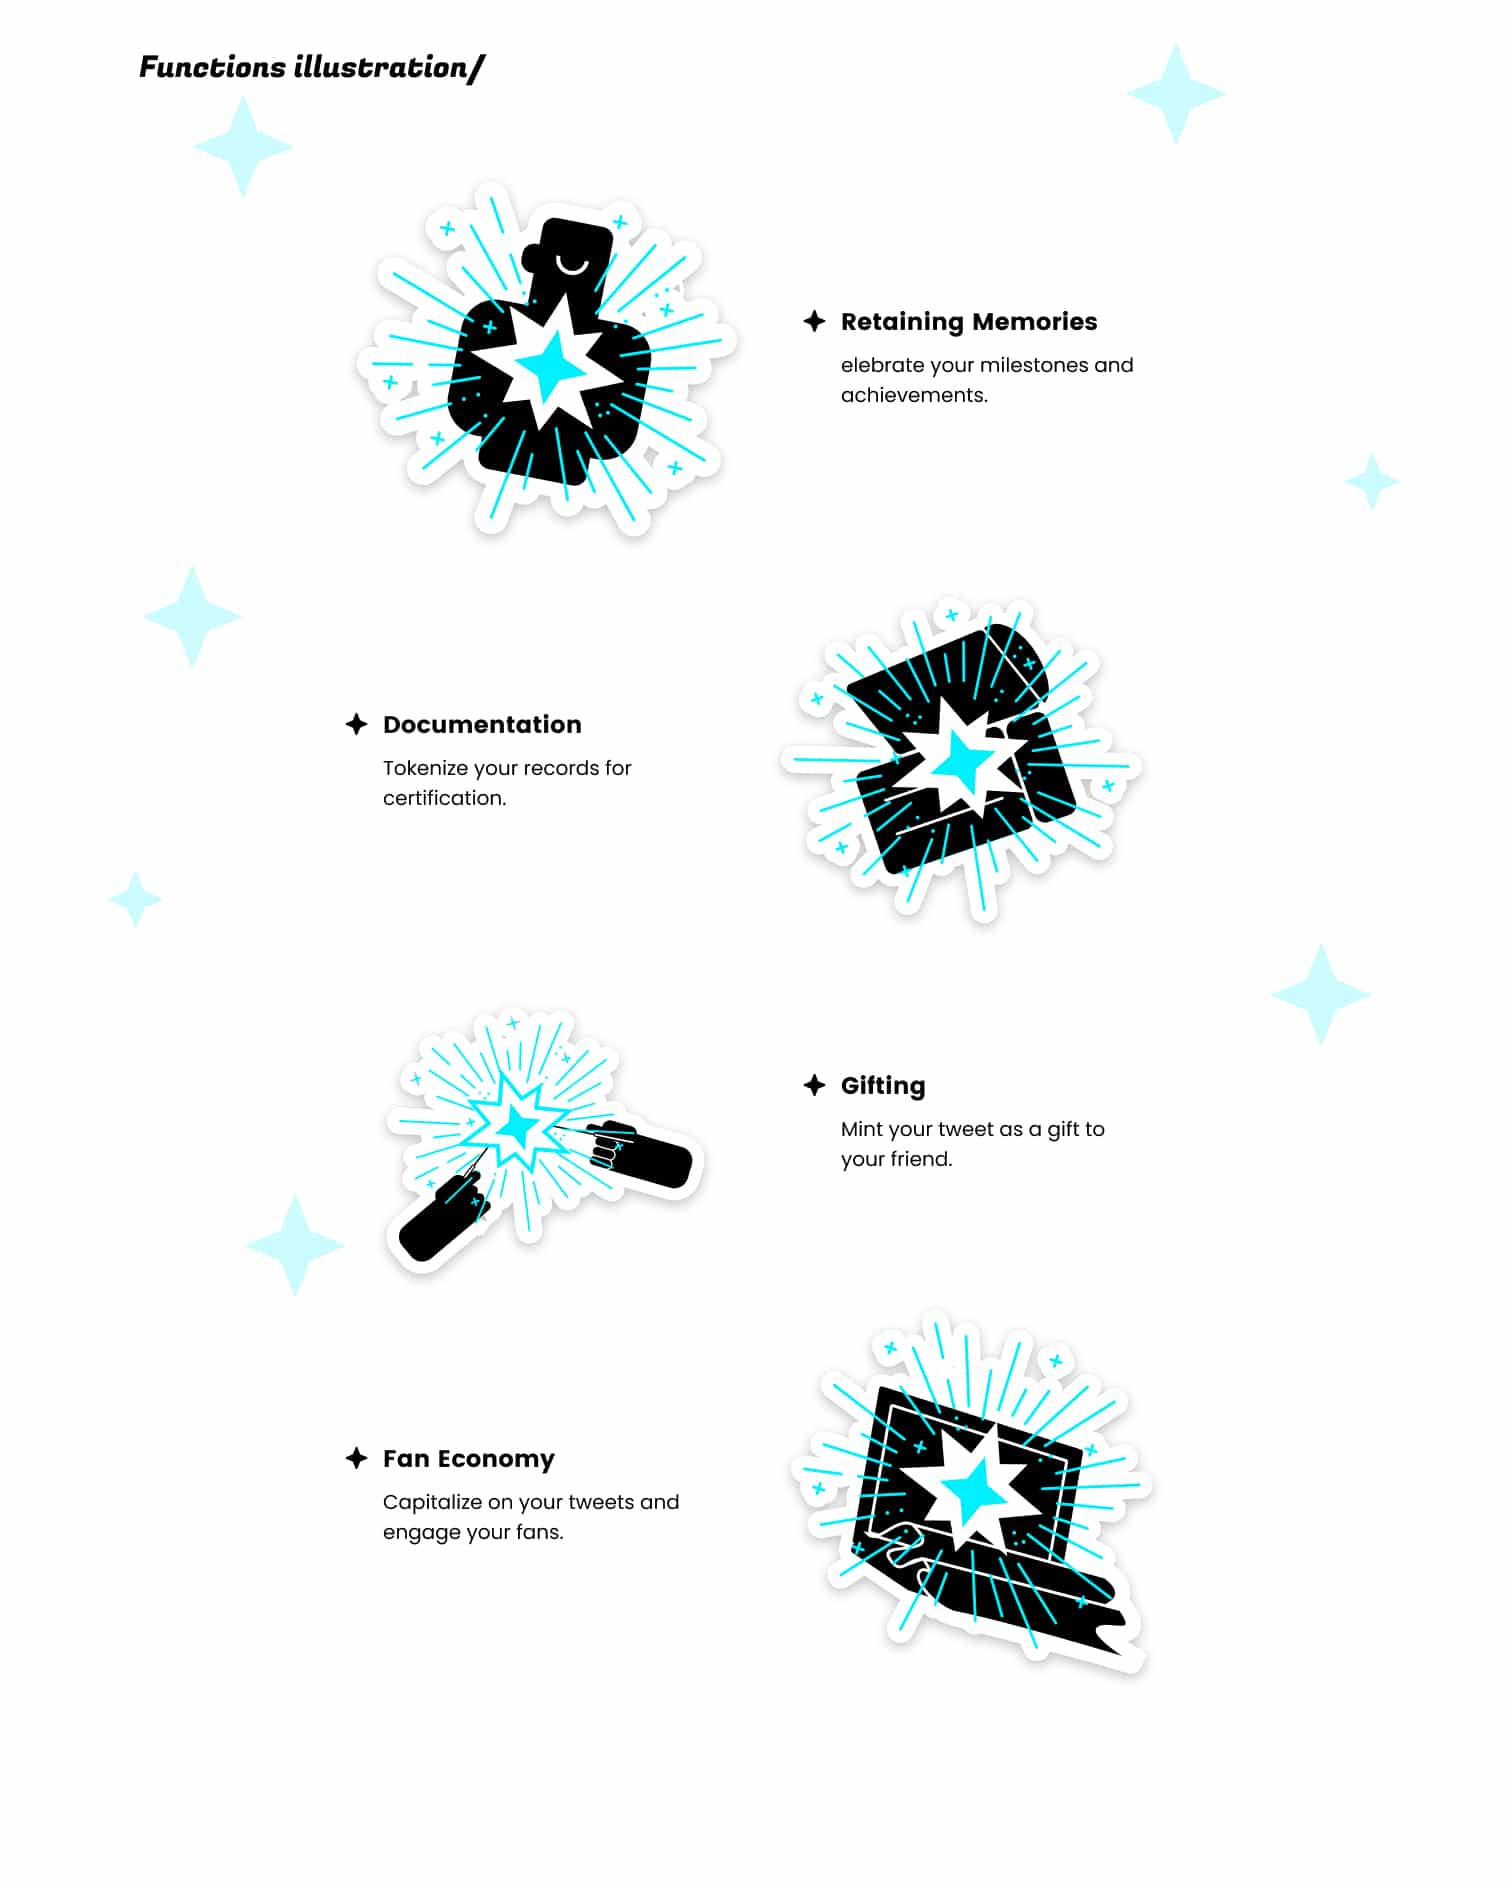 Functions illustration/
Retaining Memories
elebrate your milestones and
achievements.
Documentation
Tokenize your records for
certification.
Gifting
Mint your tweet as a gift to
your friend.
Fan Economy
Capitalize on your tweets and
engage your fans.